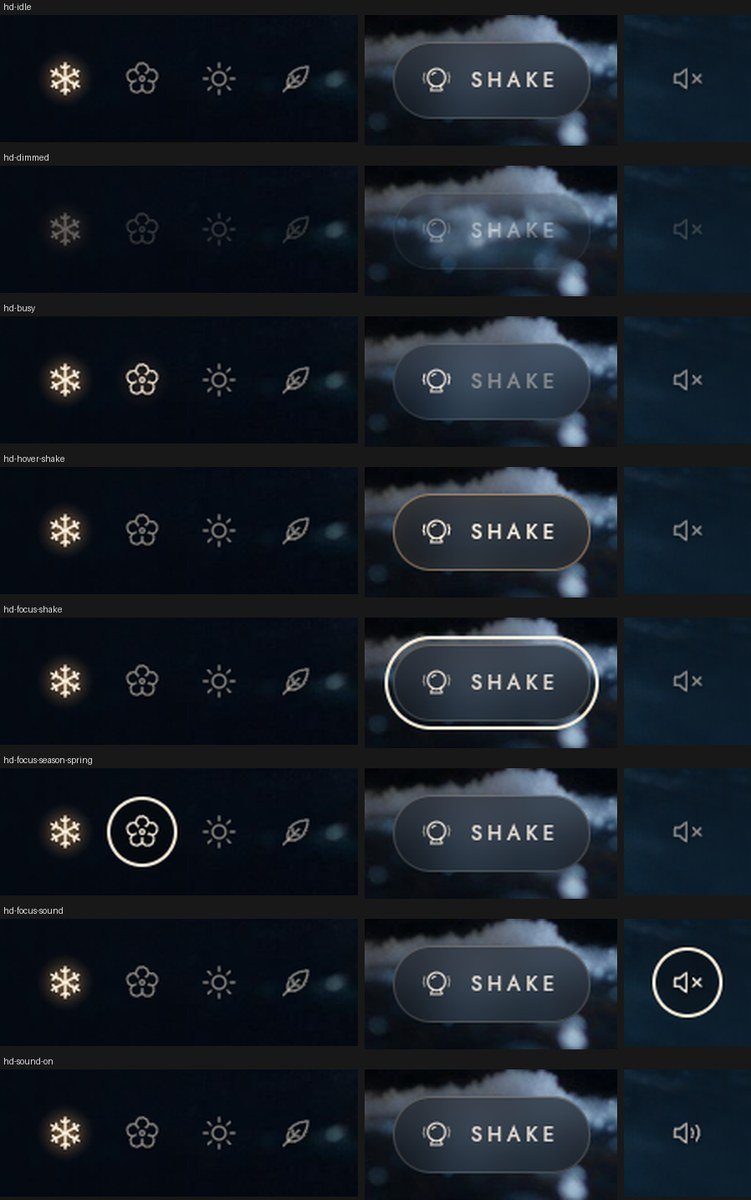 hd-idle
SHAKE
hd-dimmed
SHAKE
hd-busy
SHAKE
hd-hover-shake
SHAKE
hd-focus-shake
SHAKE
hd-focus-season-spring
SHAKE
hd-focus-sound
SHAKE
hd-sound-on
SHAKE